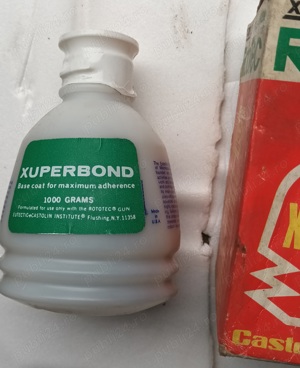 XUPERBOND
Base coat for maximum adherence
1000 GRAMS
Formulated for use only with the ROTOTEC® GUN
EUTECTIC+CASTOLIN INSTITUTE® Flushing, N.Y. 11358
X
R
X
Casto